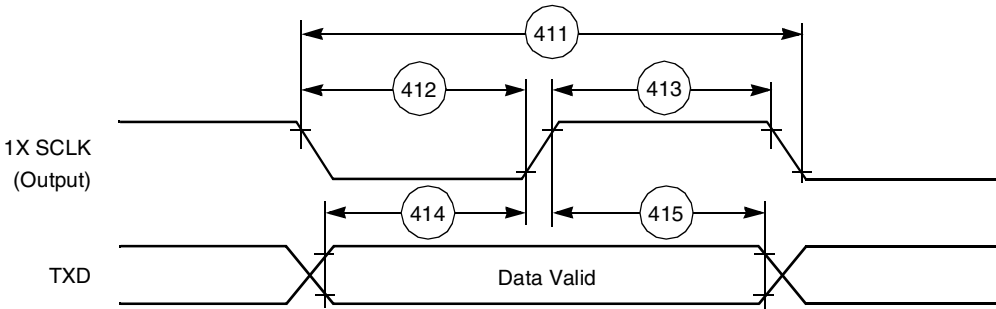 411
412
413
1X SCLK
(Output)
414
415
TXD
Data Valid